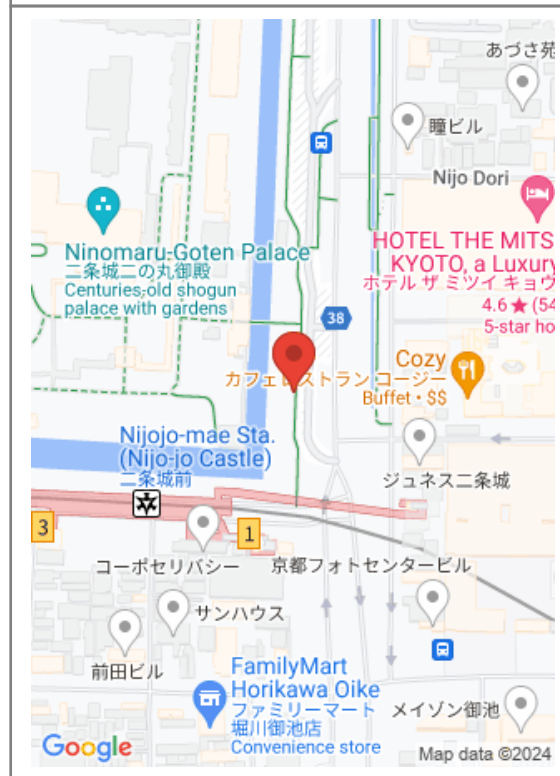 あづさ苑
瞳ビル
Nijo Dori
HOTEL THE MITS
KYOTO, a Luxury
ホテル ザ ミツイ キョウ
4.6★(54
5-star ho
Ninomaru-Goten Palace
二条城二の丸御殿
Centuries-old shogun
palace with gardens
38
Cozy
カフェレストラン コージー
Buffet • $$
Nijojo-mae Sta.
(Nijo-jo Castle)
二条城前
ジュネス二条城
3
1
コーポセリバシー
京都フォトセンタービル
サンハウス
前田ビル
FamilyMart
Horikawa Oike
ファミリーマート
堀川御池店
Convenience store
メイゾン御池
Google
Map data ©2024